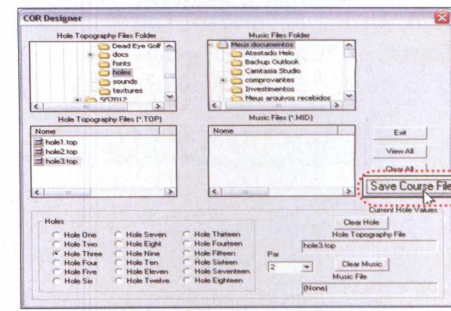 COR Designer
Hole Topography Files Folder
Dead Eye Golf
docs
fonts
holes
sounds
textures
SIS2012
Music Files Folder
Meus documentos
Atestado Helo
Backup Outlook
Camtasia Studio
comprovantes
Investimentos
Meus arquivos recebidos
Hole Topography Files (*.TOP)
Nome
hole1.top
hole2.top
hole3.top
Music Files (*.MID)
Nome
Exit
View All
Clear All
Save Course File
Holes
Hole One
Hole Two
Hole Three
Hole Four
Hole Five
Hole Six
Hole Seven
Hole Eight
Hole Nine
Hole Ten
Hole Eleven
Hole Twelve
Hole Thirteen
Hole Fourteen
Hole Fifteen
Hole Sixteen
Hole Seventeen
Hole Eighteen
Current Hole Values
Clear Hole
Hole Topography File
hole3.top
Par
2
Clear Music
Music File
(None)